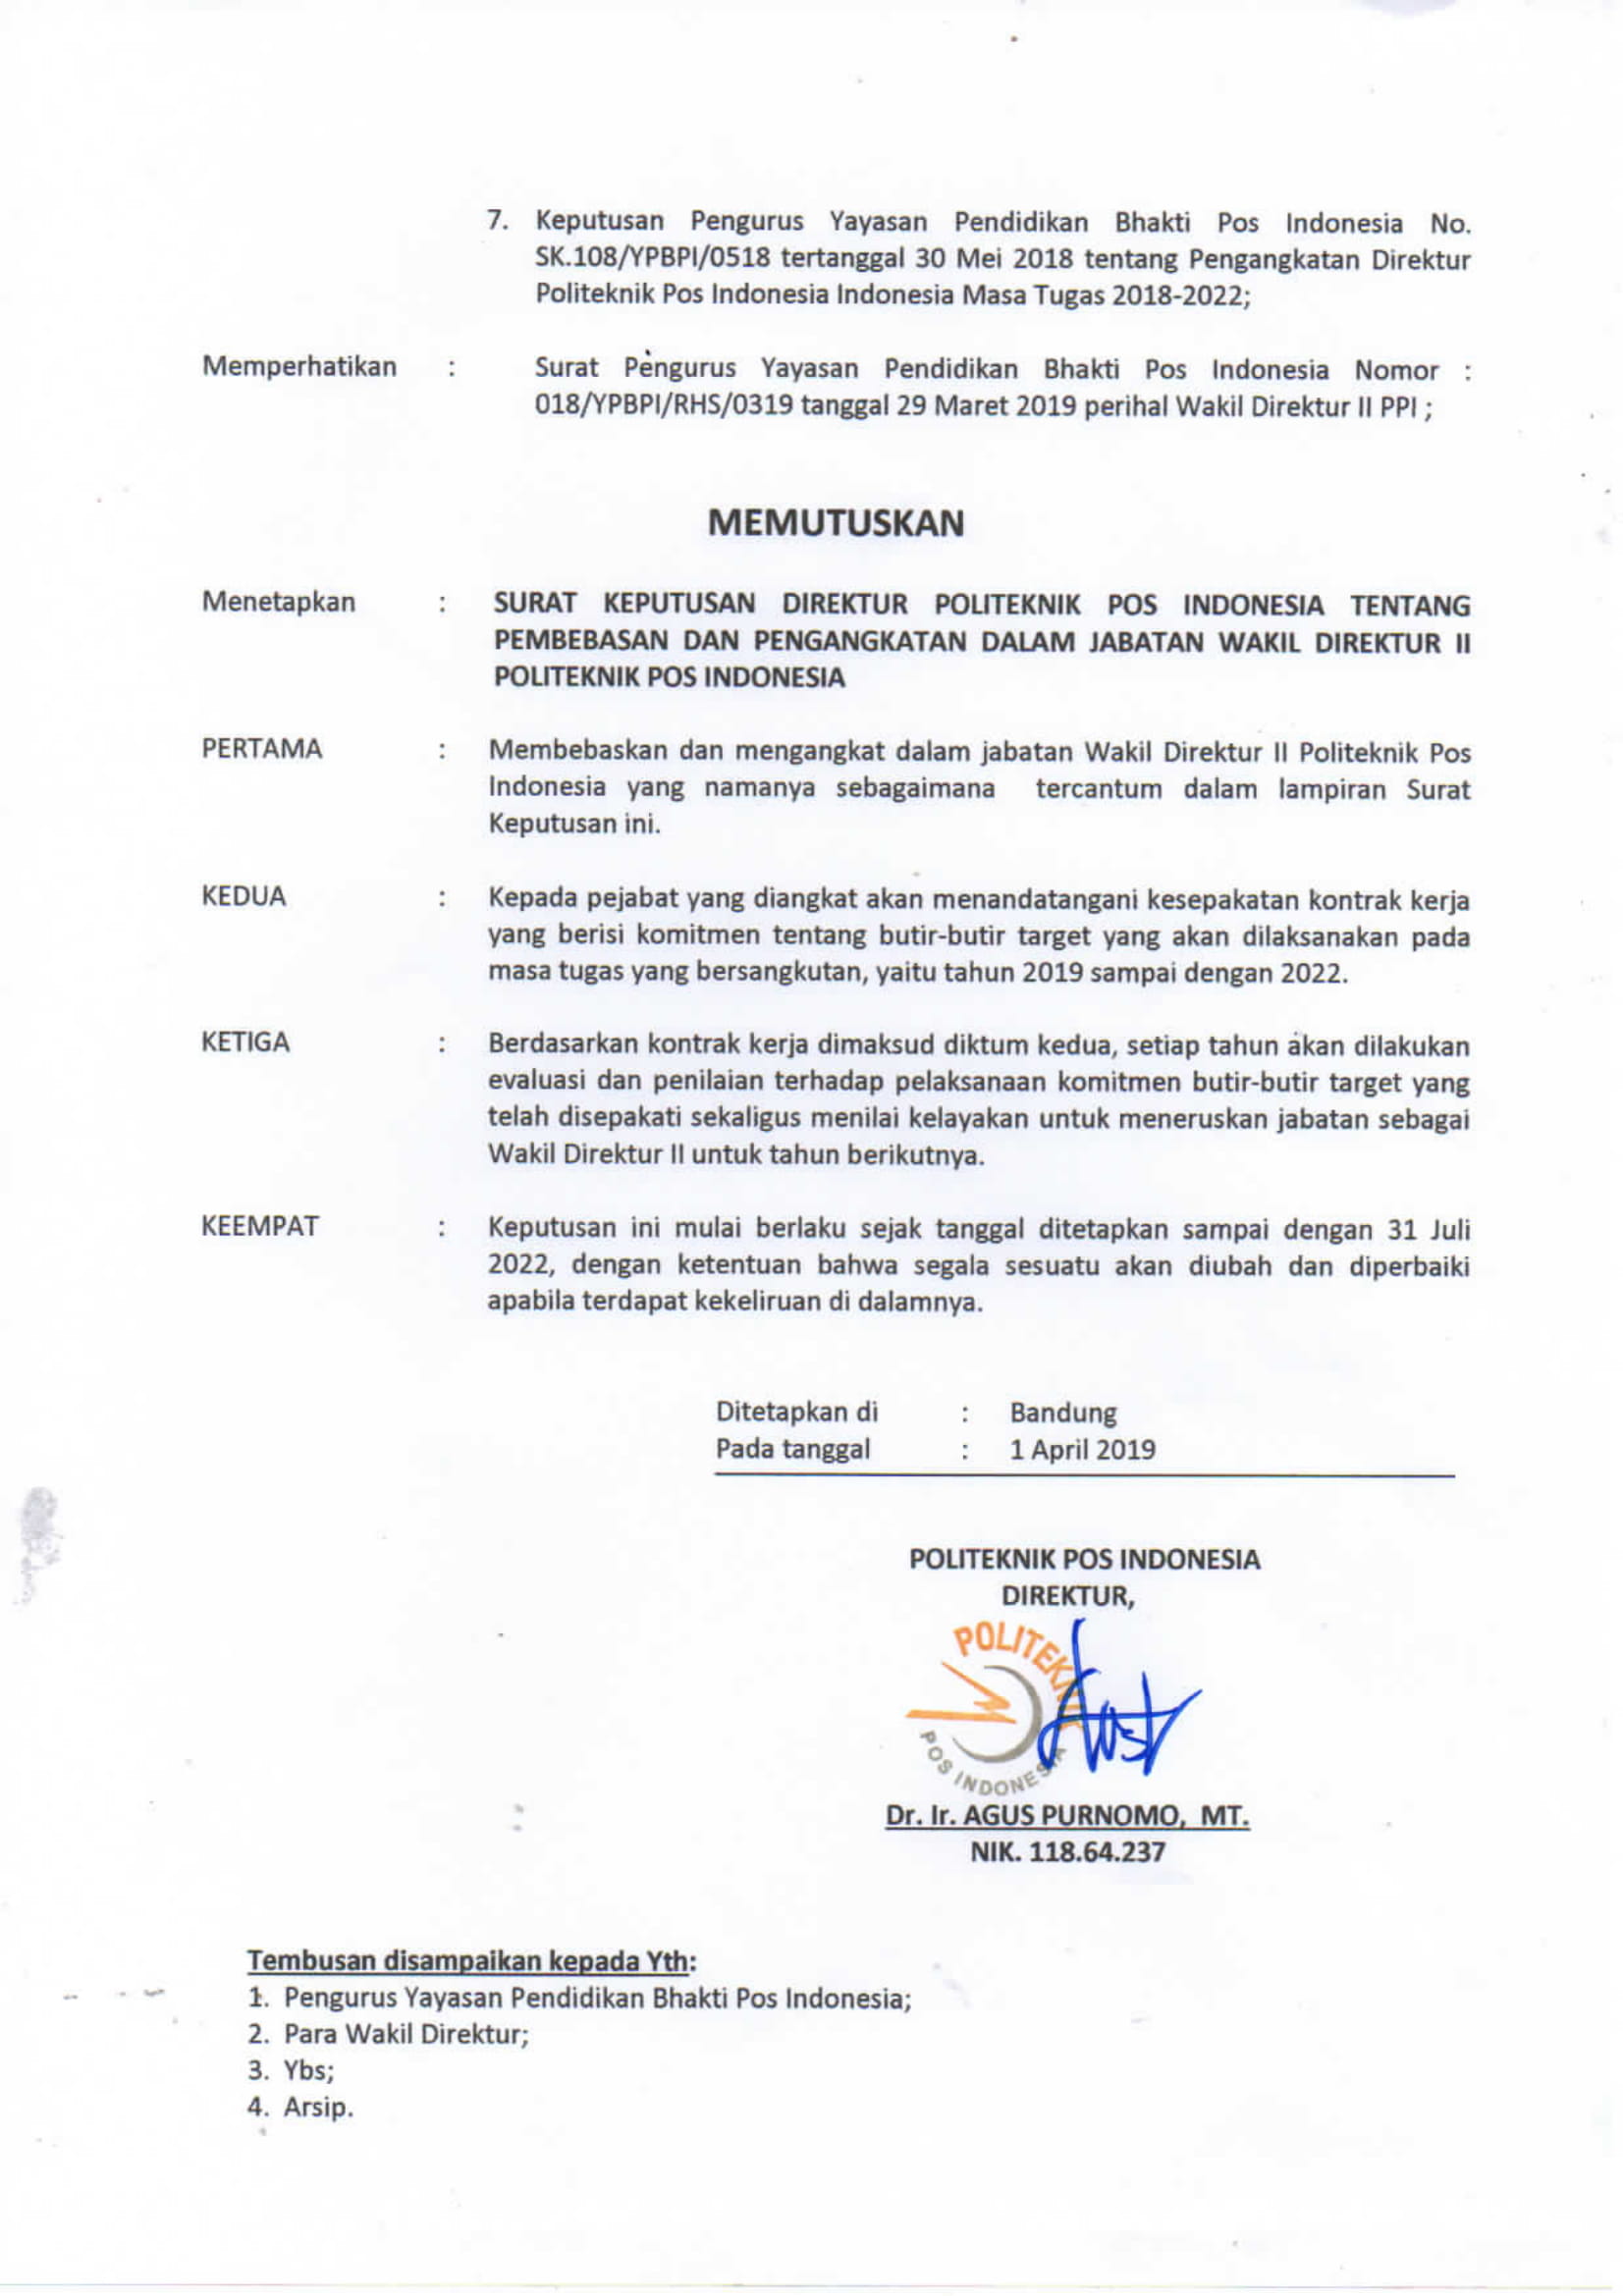 7. Keputusan Pengurus Yayasan Pendidikan Bhakti Pos Indonesia No.
SK.108/YPBPI/0518 tertanggal 30 Mei 2018 tentang Pengangkatan Direktur
Politeknik Pos Indonesia Indonesia Masa Tugas 2018-2022;
Memperhatikan : Surat Pengurus Yayasan Pendidikan Bhakti Pos Indonesia Nomor :
018/YPBPI/RHS/0319 tanggal 29 Maret 2019 perihal Wakil Direktur II PPI ;
MEMUTUSKAN
Menetapkan : SURAT KEPUTUSAN DIREKTUR POLITEKNIK POS INDONESIA TENTANG
PEMBEBASAN DAN PENGANGKATAN DALAM JABATAN WAKIL DIREKTUR II
POLITEKNIK POS INDONESIA
PERTAMA : Membebaskan dan mengangkat dalam jabatan Wakil Direktur II Politeknik Pos
Indonesia yang namanya sebagaimana tercantum dalam lampiran Surat
Keputusan ini.
KEDUA : Kepada pejabat yang diangkat akan menandatangani kesepakatan kontrak kerja
yang berisi komitmen tentang butir-butir target yang akan dilaksanakan pada
masa tugas yang bersangkutan, yaitu tahun 2019 sampai dengan 2022.
KETIGA : Berdasarkan kontrak kerja dimaksud diktum kedua, setiap tahun akan dilakukan
evaluasi dan penilaian terhadap pelaksanaan komitmen butir-butir target yang
telah disepakati sekaligus menilai kelayakan untuk meneruskan jabatan sebagai
Wakil Direktur II untuk tahun berikutnya.
KEEMPAT : Keputusan ini mulai berlaku sejak tanggal ditetapkan sampai dengan 31 Juli
2022, dengan ketentuan bahwa segala sesuatu akan diubah dan diperbaiki
apabila terdapat kekeliruan di dalamnya.
Ditetapkan di : Bandung
Pada tanggal : 1 April 2019
POLITEKNIK POS INDONESIA
DIREKTUR,
POLITEKNIK
POS INDONESIA
Dr. Ir. AGUS PURNOMO, MT.
NIK. 118.64.237
Tembusan disampaikan kepada Yth:
1. Pengurus Yayasan Pendidikan Bhakti Pos Indonesia;
2. Para Wakil Direktur;
3. Ybs;
4. Arsip.